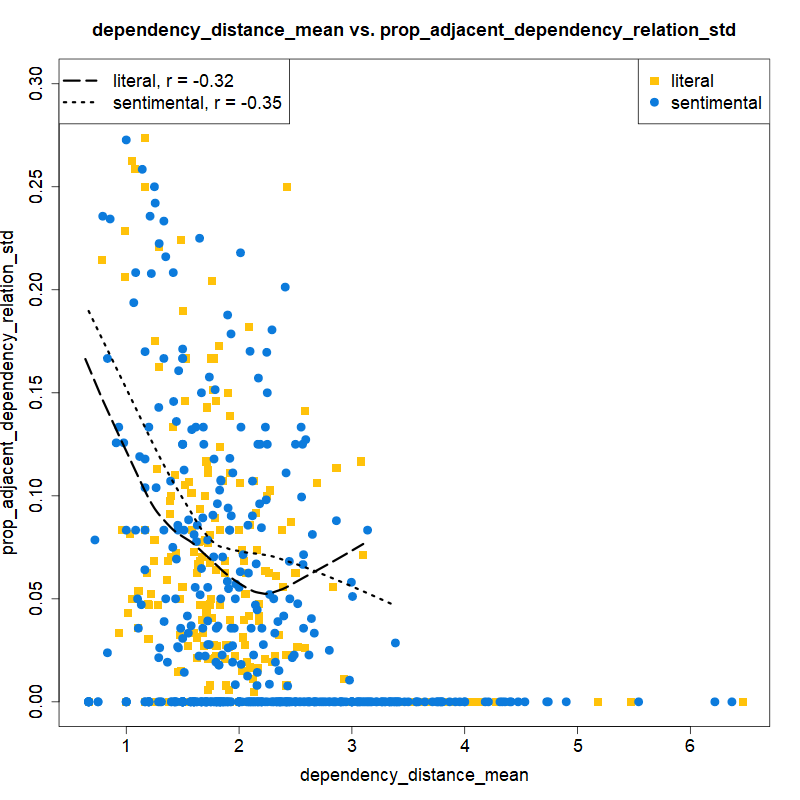 dependency_distance_mean vs. prop_adjacent_dependency_relation_std
literal, r = -0.32
sentimental, r = -0.35
literal
sentimental
prop_adjacent_dependency_relation_std
0.30
0.25
0.20
0.15
0.10
0.05
0.00
1 2 3 4 5 6
dependency_distance_mean